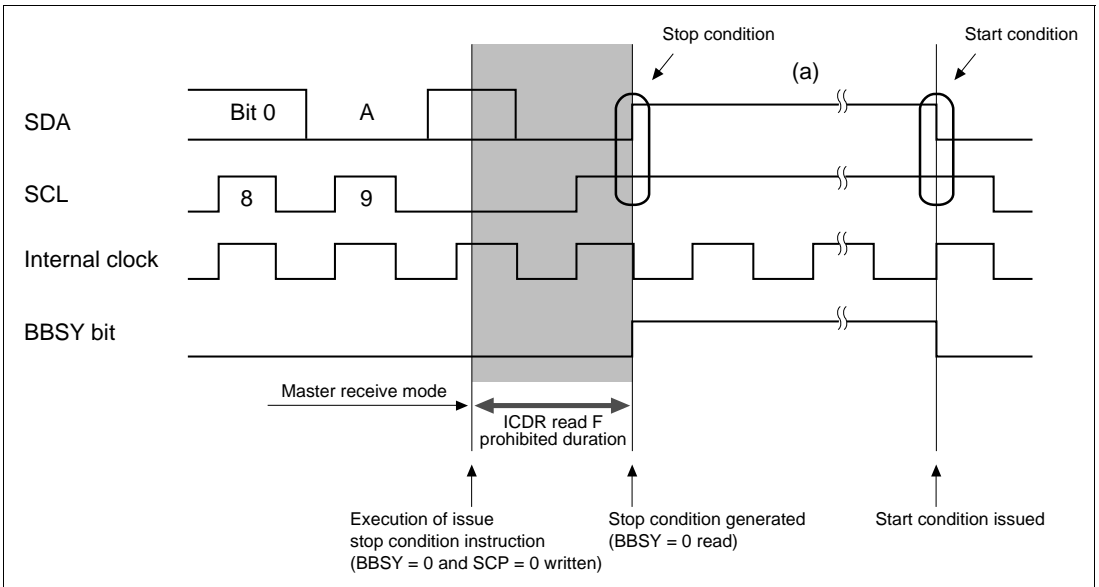 Stop condition
Start condition
(a)
SDA
Bit 0
A
SCL
8
9
Internal clock
BBSY bit
Master receive mode
ICDR read F
prohibited duration
Execution of issue
stop condition instruction
(BBSY = 0 and SCP = 0 written)
Stop condition generated
(BBSY = 0 read)
Start condition issued